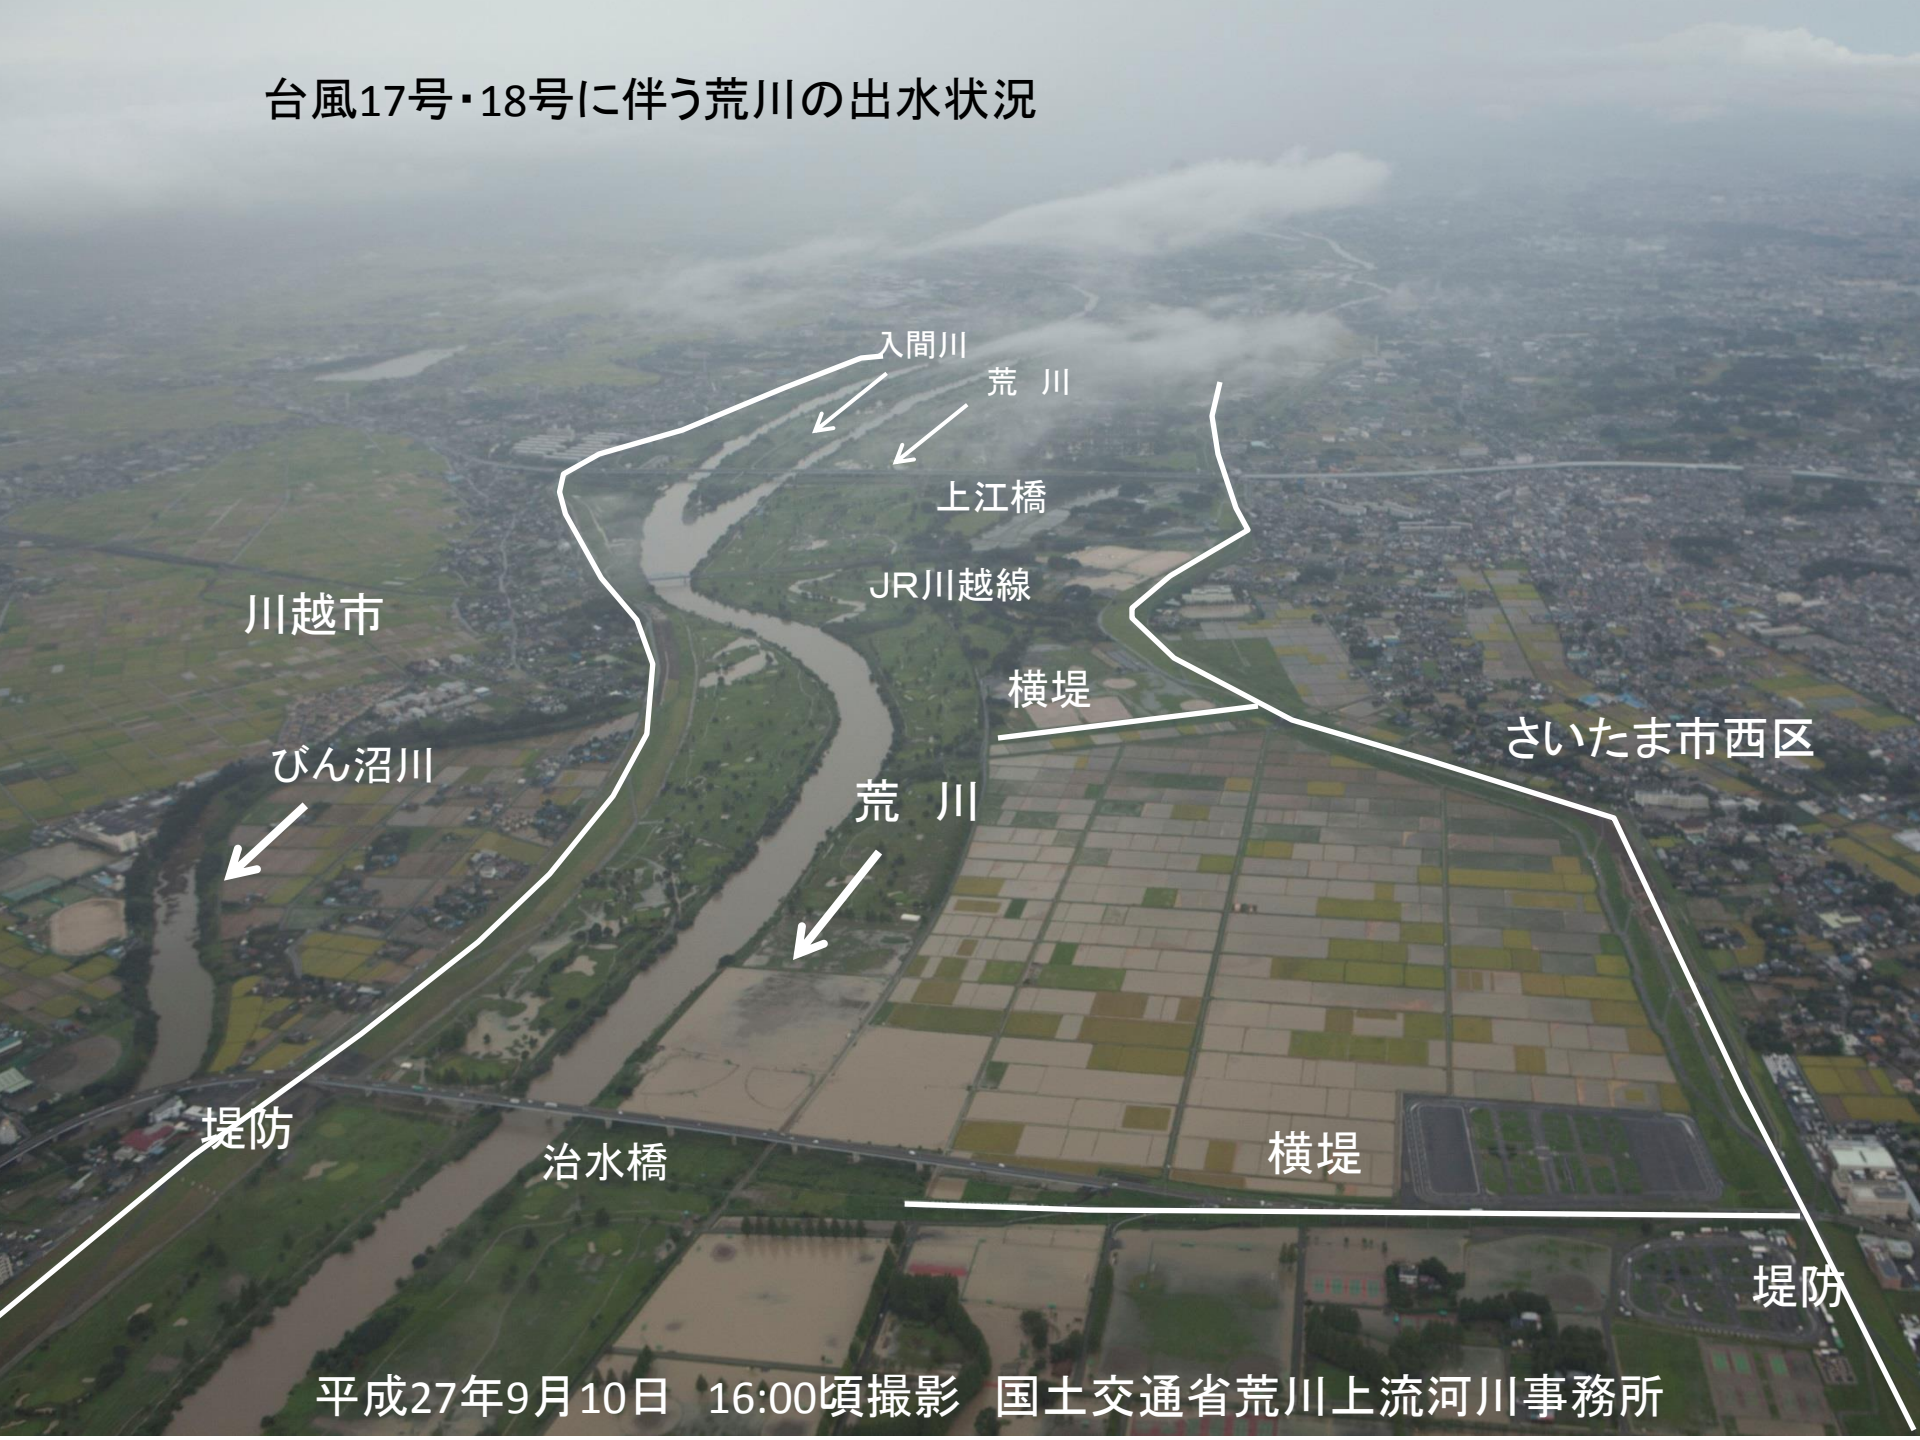 台風17号・18号に伴う荒川の出水状況
入間川
荒　川
上江橋
JR川越線
川越市
横堤
さいたま市西区
びん沼川
荒　川
堤防
治水橋
横堤
堤防
平成27年9月10日　16:00頃撮影　国土交通省荒川上流河川事務所